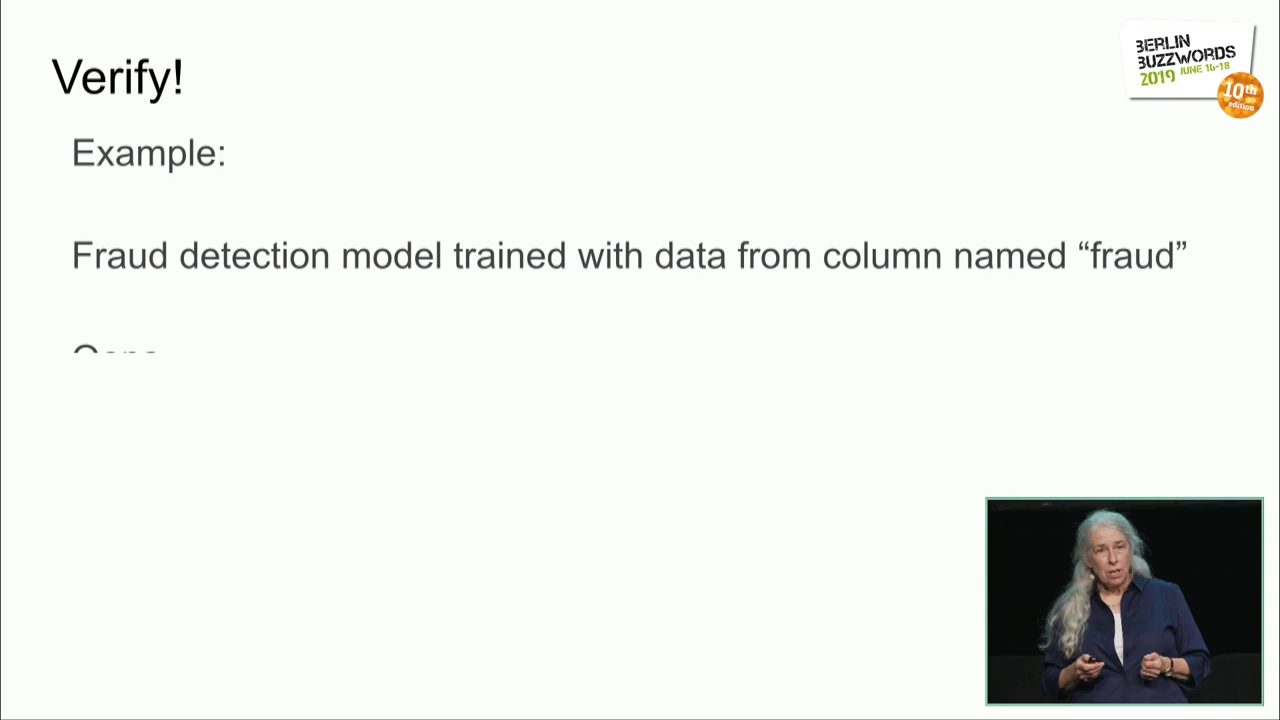 Verify!
BERLIN
BUZZWORDS
2019 JUNE 16-18
10th
edition
Example:
Fraud detection model trained with data from column named “fraud”